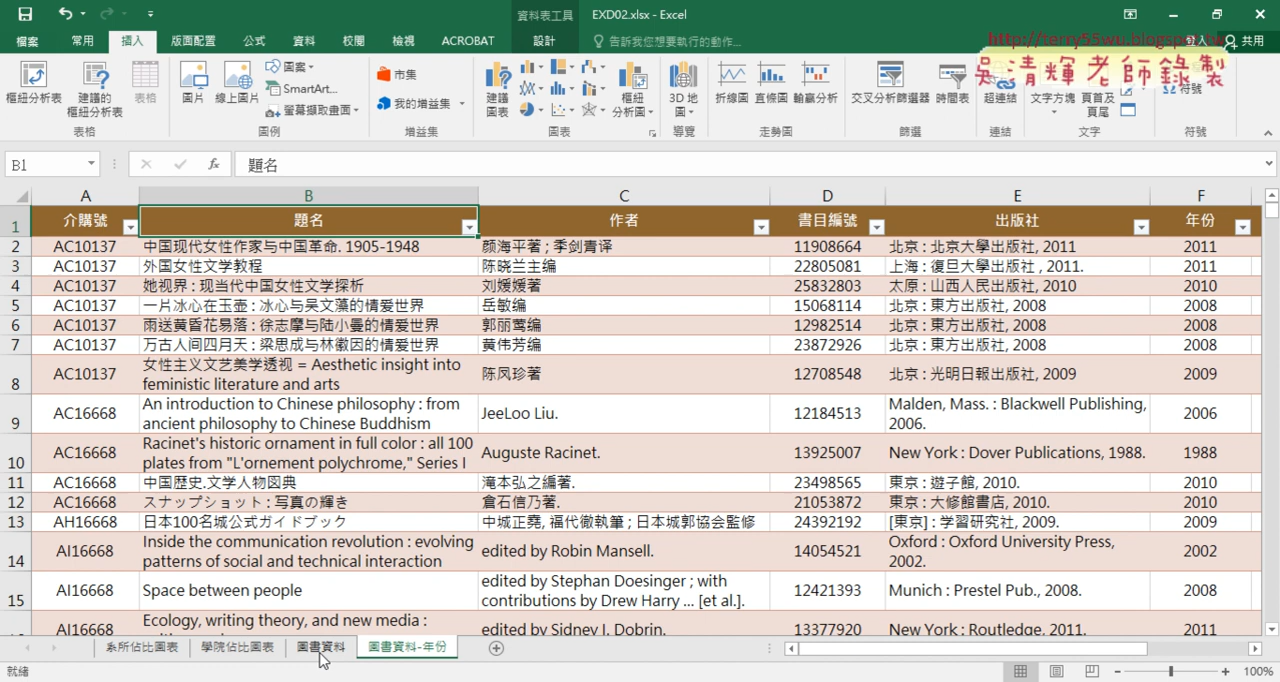 資料表工具
EXD02.xlsx - Excel
檔案 常用 插入 版面配置 公式 資料 校閱 檢視 ACROBAT 設計 告訴我您想要執行的動作... 共用
http://terry55wu.blogspot.tw
吳清輝老師錄製
樞紐分析表 建議的 樞紐分析表 表格 圖片 線上圖片 圖案 SmartArt... 螢幕擷取畫面 市集 我的增益集 建議 圖表 樞紐 分析圖 3D 地 圖 折線圖 直條圖 輸贏分析 交叉分析篩選器 時間表 超連結 文字方塊 頁首及 頁尾 符號
表格 圖例 增益集 圖表 導覽 走勢圖 篩選 連結 文字 符號
B1 fx 題名
A B C D E F
1 介購號 題名 作者 書目編號 出版社 年份
2 AC10137 中国现代女性作家与中国革命. 1905-1948 颜海平著 ; 季剑青译 11908664 北京 : 北京大學出版社, 2011 2011
3 AC10137 外国女性文学教程 陈晓兰主编 22805081 上海 : 復旦大學出版社 , 2011. 2011
4 AC10137 她视界 : 现当代中国女性文学探析 刘媛媛著 25832803 太原 : 山西人民出版社, 2010 2010
5 AC10137 一片冰心在玉壶 : 冰心与吴文藻的情爱世界 岳敏编 15068114 北京 : 東方出版社, 2008 2008
6 AC10137 雨送黄昏花易落 : 徐志摩与陆小曼的情爱世界 郭丽莺编 12982514 北京 : 東方出版社, 2008 2008
7 AC10137 万古人间四月天 : 梁思成与林徽因的情爱世界 黄伟芳编 23872926 北京 : 東方出版社, 2008 2008
8 AC10137 女性主义文艺美学透视 = Aesthetic insight into feministic literature and arts 陈凤珍著 12708548 北京 : 光明日報出版社, 2009 2009
9 AC16668 An introduction to Chinese philosophy : from ancient philosophy to Chinese Buddhism JeeLoo Liu. 12184513 Malden, Mass. : Blackwell Publishing, 2006. 2006
10 AC16668 Racinet's historic ornament in full color : all 100 plates from "L'ornement polychrome," Series I Auguste Racinet. 13925007 New York : Dover Publications, 1988. 1988
11 AC16668 中国歴史.文学人物図典 滝本弘之編著. 23498565 東京 : 遊子館, 2010. 2010
12 AC16668 スナップショット : 写真の輝き 倉石信乃著. 21053872 東京 : 大修館書店, 2010. 2010
13 AH16668 日本100名城公式ガイドブック 中城正堯, 福代徹執筆 ; 日本城郭協会監修 24392192 [東京] : 学習研究社, 2009. 2009
14 AI16668 Inside the communication revolution : evolving patterns of social and technical interaction edited by Robin Mansell. 14054521 Oxford : Oxford University Press, 2002. 2002
15 AI16668 Space between people edited by Stephan Doesinger ; with contributions by Drew Harry ... [et al.]. 12421393 Munich : Prestel Pub., 2008. 2008
AI16668 Ecology, writing theory, and new media : edited by Sidney I. Dobrin. 13377920 New York : Routledge, 2011. 2011
系所佔比圖表 學院佔比圖表 圖書資料 圖書資料-年份
就緒 100%